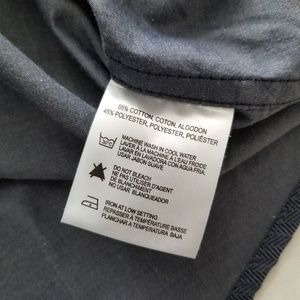 55% COTTON, COTON, ALGODON
45% POLYESTER, POLYESTER, POLIÉSTER
30°C
MACHINE WASH IN COOL WATER
LAVER À LA MACHINE À L'EAU FROIDE
LAVAR EN LAVADORA CON AGUA FRIA,
USAR JABON SUAVE
DO NOT BLEACH
NE PAS UTILISER D'AGENT
DE BLANCHIMENT
NO USAR BLANQUEADOR
IRON AT LOW SETTING
REPASSER À TEMPÉRATURE BASSE
PLANCHAR A TEMPERATURA BAJA